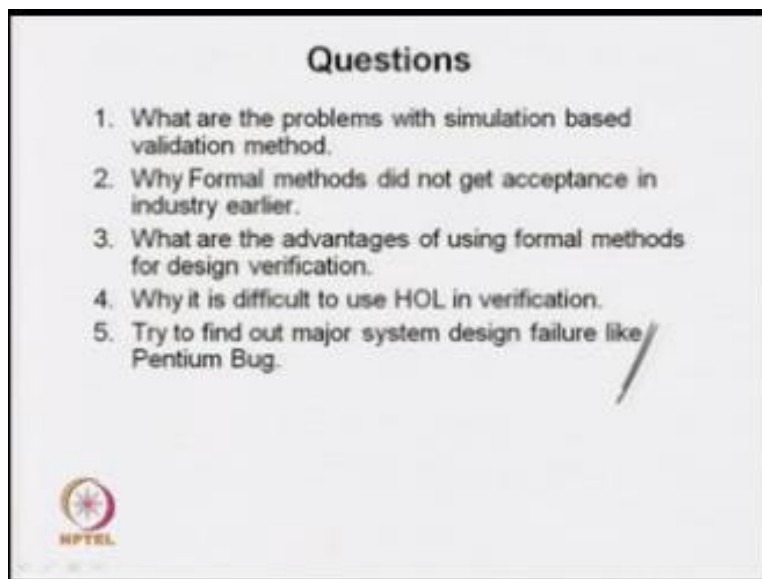 Questions
1. What are the problems with simulation based
validation method.
2. Why Formal methods did not get acceptance in
industry earlier.
3. What are the advantages of using formal methods
for design verification.
4. Why it is difficult to use HOL in verification.
5. Try to find out major system design failure like
Pentium Bug.
NPTEL